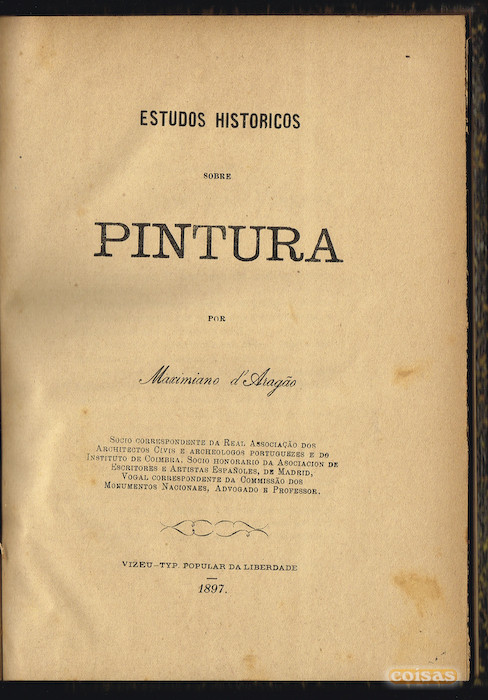 ESTUDOS HISTORICOS
SOBRE
PINTURA
POR
Maximiano d'Aragão
SOCIO CORRESPONDENTE DA REAL ASSOCIAÇÃO DOS
ARCHITECTOS CIVIS E ARCHEOLOGOS PORTUGUEZES E DO
INSTITUTO DE COIMBRA. SOCIO HONORARIO DA ASOCIACION DE
ESCRITORES E ARTISTAS ESPAÑOLES, DE MADRID,
VOGAL CORRESPONDENTE DA COMMISSÃO DOS
MONUMENTOS NACIONAES, ADVOGADO E PROFESSOR.
VIZEU-TYP. POPULAR DA LIBERDADE
1897.
coisas